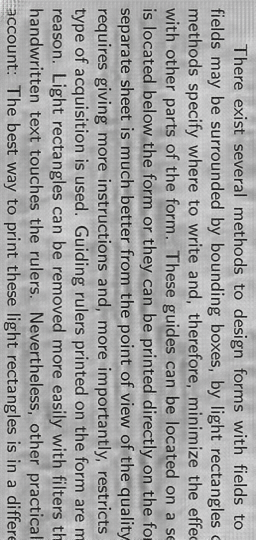 There exist several methods to design forms with fields to
fields may be surrounded by bounding boxes, by light rectangles
methods specify where to write and, therefore, minimize the effec
with other parts of the form. These guides can be located on a se
is located below the form or they can be printed directly on the for
separate sheet is much better from the point of view of the quality
requires giving more instructions and, more importantly, restricts
type of acquisition is used. Guiding rulers printed on the form are m
reason. Light rectangles can be removed more easily with filters th
handwritten text touches the rulers. Nevertheless, other practical
account: The best way to print these light rectangles is in a differe